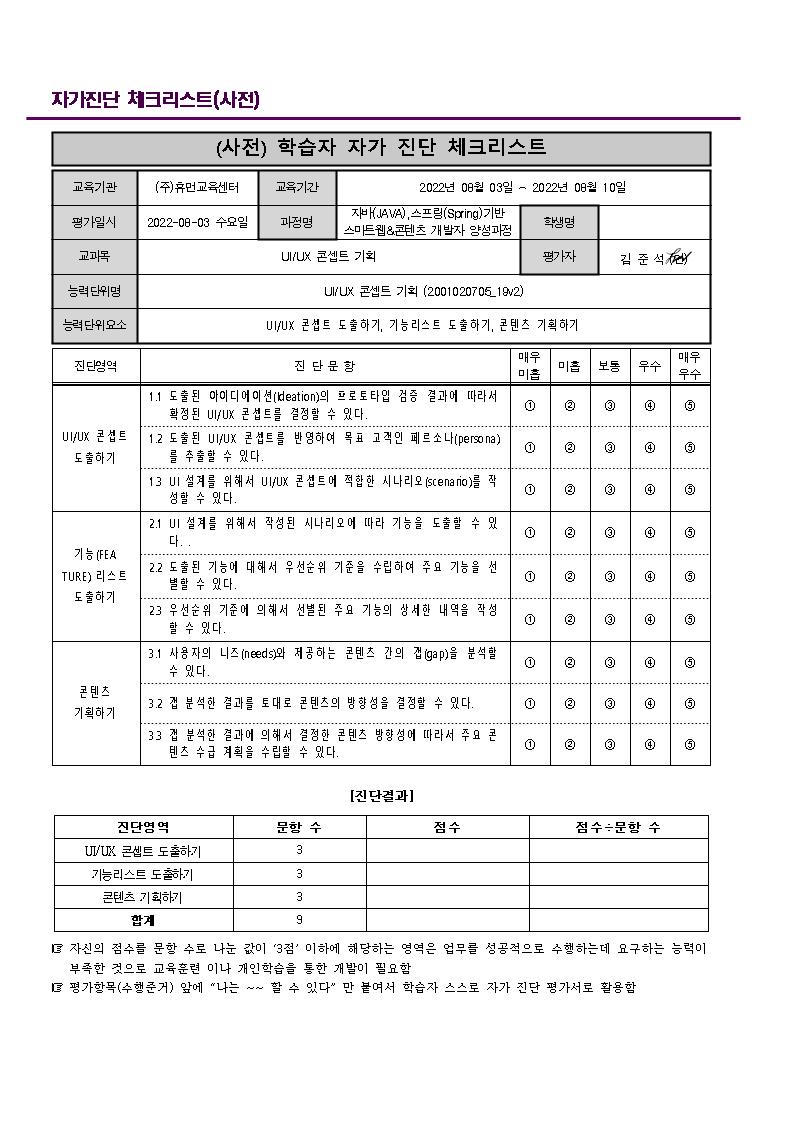 자가진단 체크리스트(사전)
(사전) 학습자 자가 진단 체크리스트
교육기관 (주)휴먼교육센터 교육기간 2022년 08월 03일 ~ 2022년 08월 10일
평가일시 2022-08-03 수요일 과정명 자바(JAVA),스프링(Spring)기반
스마트웹&콘텐츠 개발자 양성과정 학생명
교과목 UI/UX 콘셉트 기획 평가자 김 준 석 (인)
능력단위명 UI/UX 콘셉트 기획 (2001020705_19v2)
능력단위요소 UI/UX 콘셉트 도출하기, 기능리스트 도출하기, 콘텐츠 기획하기
진단영역 진 단 문 항 매우 미흡 미흡 보통 우수 매우 우수
UI/UX 콘셉트
도출하기
1.1 도출된 아이디에이션(Ideation)의 프로토타입 검증 결과에 따라서
확정된 UI/UX 콘셉트를 결정할 수 있다. ① ② ③ ④ ⑤
1.2 도출된 UI/UX 콘셉트를 반영하여 목표 고객인 페르소나(persona)
를 추출할 수 있다. ① ② ③ ④ ⑤
1.3 UI 설계를 위해서 UI/UX 콘셉트에 적합한 시나리오(scenario)를 작
성할 수 있다. ① ② ③ ④ ⑤
기능(FEA
TURE) 리스트
도출하기
2.1 UI 설계를 위해서 작성된 시나리오에 따라 기능을 도출할 수 있
다. . ① ② ③ ④ ⑤
2.2 도출된 기능에 대해서 우선순위 기준을 수립하여 주요 기능을 선
별할 수 있다. ① ② ③ ④ ⑤
2.3 우선순위 기준에 의해서 선별된 주요 기능의 상세한 내역을 작성
할 수 있다. ① ② ③ ④ ⑤
콘텐츠
기획하기
3.1 사용자의 니즈(needs)와 제공하는 콘텐츠 간의 갭(gap)을 분석할
수 있다. ① ② ③ ④ ⑤
3.2 갭 분석한 결과를 토대로 콘텐츠의 방향성을 결정할 수 있다. ① ② ③ ④ ⑤
3.3 갭 분석한 결과에 의해서 결정한 콘텐츠 방향성에 따라서 주요 콘
텐츠 수급 계획을 수립할 수 있다. ① ② ③ ④ ⑤
[진단결과]
진단영역 문항 수 점수 점수÷문항 수
UI/UX 콘셉트 도출하기 3
기능리스트 도출하기 3
콘텐츠 기획하기 3
합계 9
☞ 자신의 점수를 문항 수로 나눈 값이 ‘3점’ 이하에 해당하는 영역은 업무를 성공적으로 수행하는데 요구하는 능력이
부족한 것으로 교육훈련 이나 개인학습을 통한 개발이 필요함
☞ 평가항목(수행준거) 앞에 “나는 ~~ 할 수 있다” 만 붙여서 학습자 스스로 자가 진단 평가서로 활용함